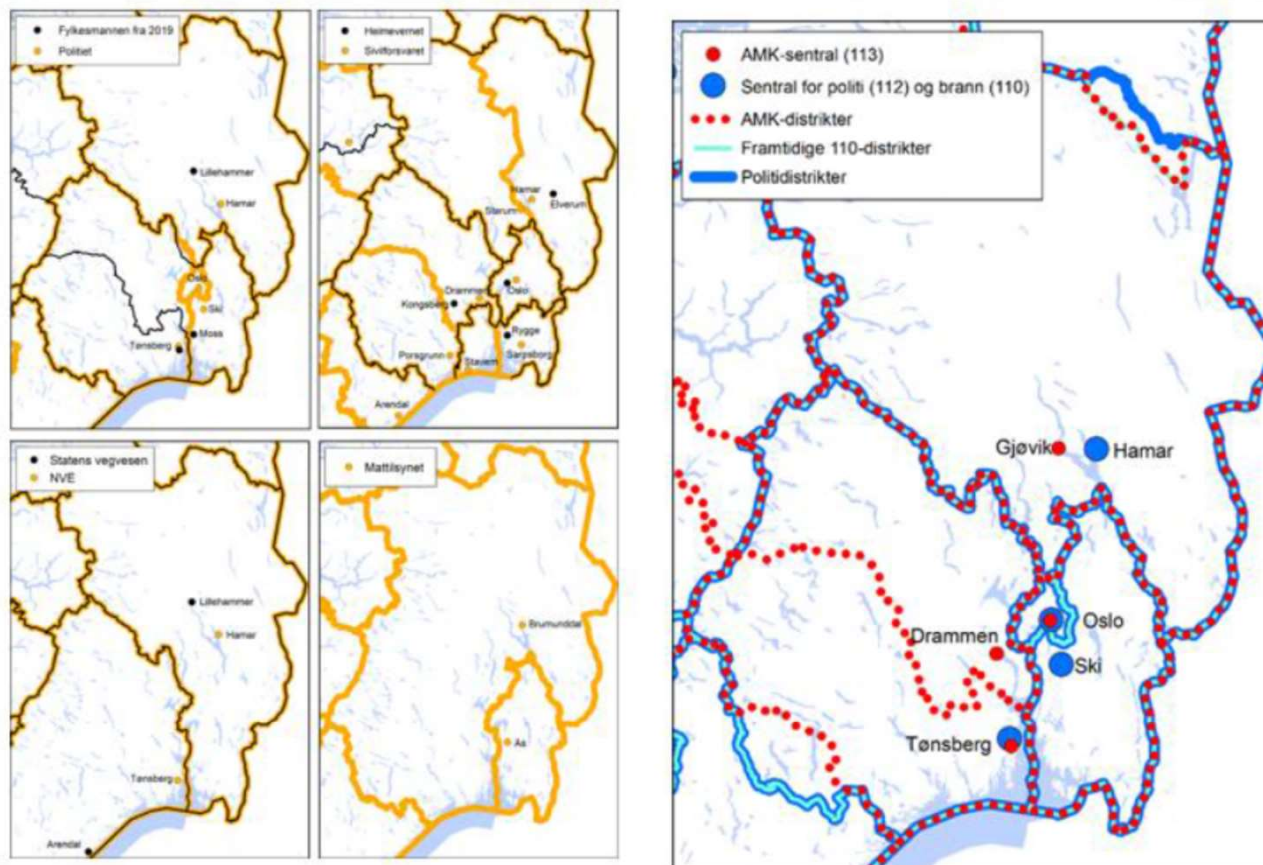 Fylkesmannen fra 2019
Politiet
Lillehammer
Hamar
Oslo
Ski
Moss
Tønsberg
Heimevernet
Sivilforsvaret
Hamar
Elverum
Starum
Drammen
Oslo
Kongsberg
Rygge
Porsgrunn
Stavern
Sarpsborg
Arendal
Statens vegvesen
NVE
Lillehammer
Hamar
Tønsberg
Arendal
Mattilsynet
Brumunddal
Ås
AMK-sentral (113)
Sentral for politi (112) og brann (110)
AMK-distrikter
Framtidige 110-distrikter
Politidistrikter
Gjøvik
Hamar
Oslo
Drammen
Ski
Tønsberg